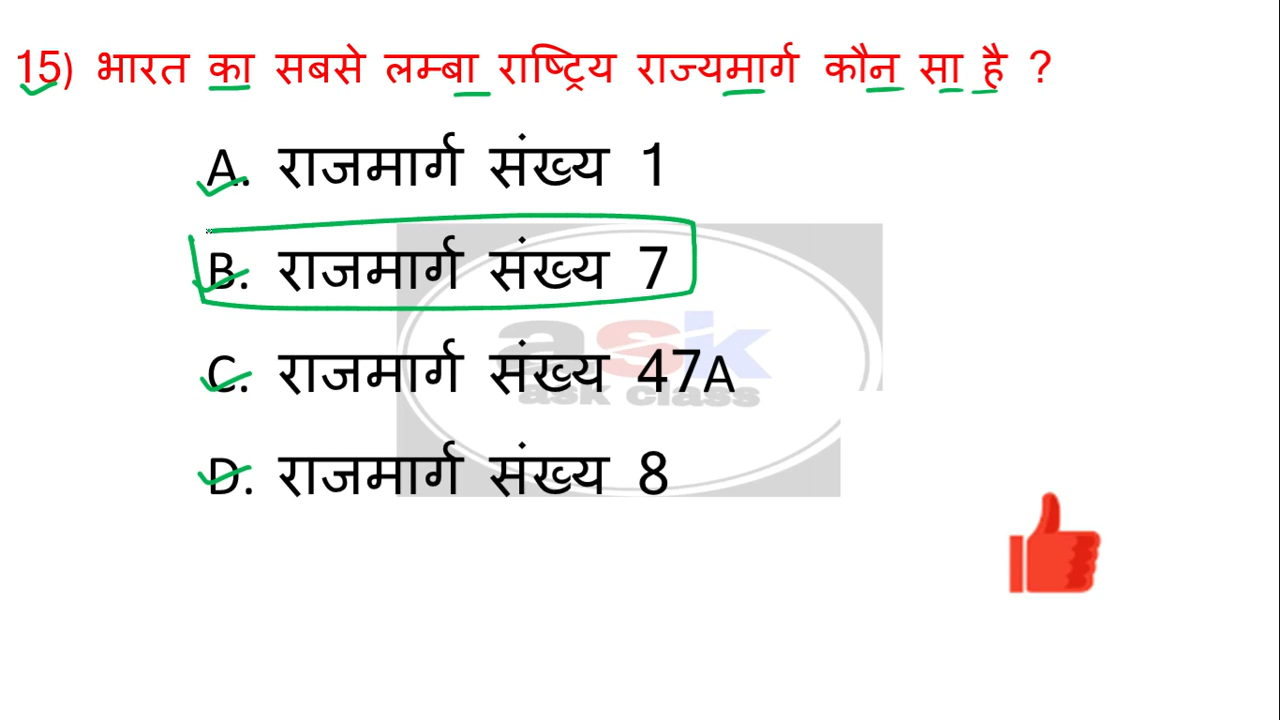 15) भारत का सबसे लम्बा राष्ट्रिय राज्यमार्ग कौन सा है ?
A. राजमार्ग संख्य 1
B. राजमार्ग संख्य 7
C. राजमार्ग संख्य 47A
D. राजमार्ग संख्य 8
ask
ask class